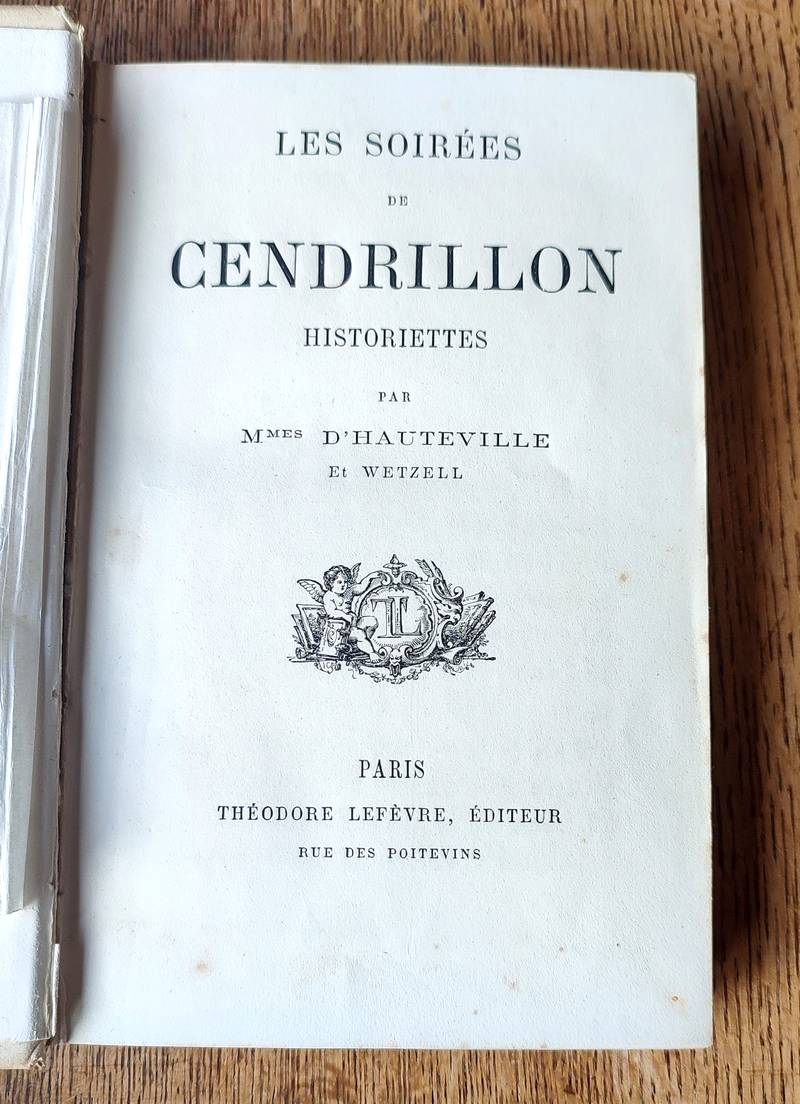 LES SOIRÉES
DE
CENDRILLON
HISTORIETTES
PAR
MMES D'HAUTEVILLE
Et WETZELL
TL
PARIS
THÉODORE LEFÈVRE, ÉDITEUR
RUE DES POITEVINS